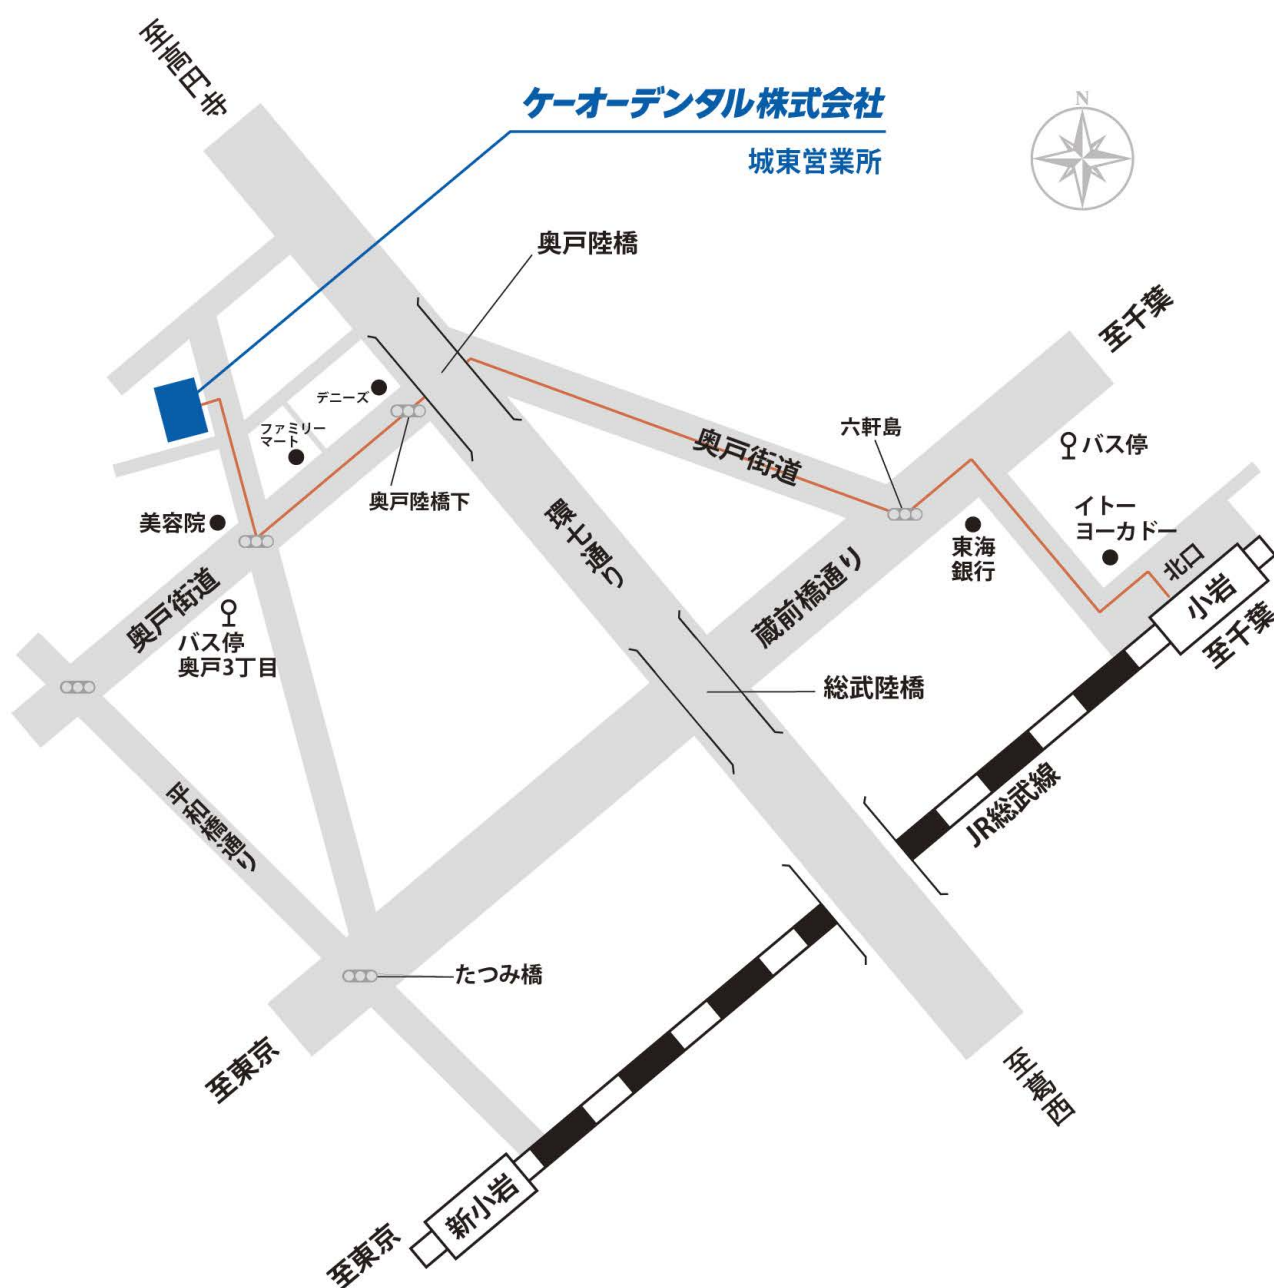 至高円寺
ケーオーデンタル株式会社
城東営業所
N
奥戸陸橋
至千葉
デニーズ
ファミリー
マート
奥戸陸橋下
六軒島
バス停
奥戸街道
美容院
環七通り
東海
銀行
イトー
ヨーカドー
北口
小岩
至千葉
蔵前橋通り
奥戸街道
バス停
奥戸3丁目
総武陸橋
平和橋通り
JR総武線
たつみ橋
至東京
至葛西
新小岩
至東京